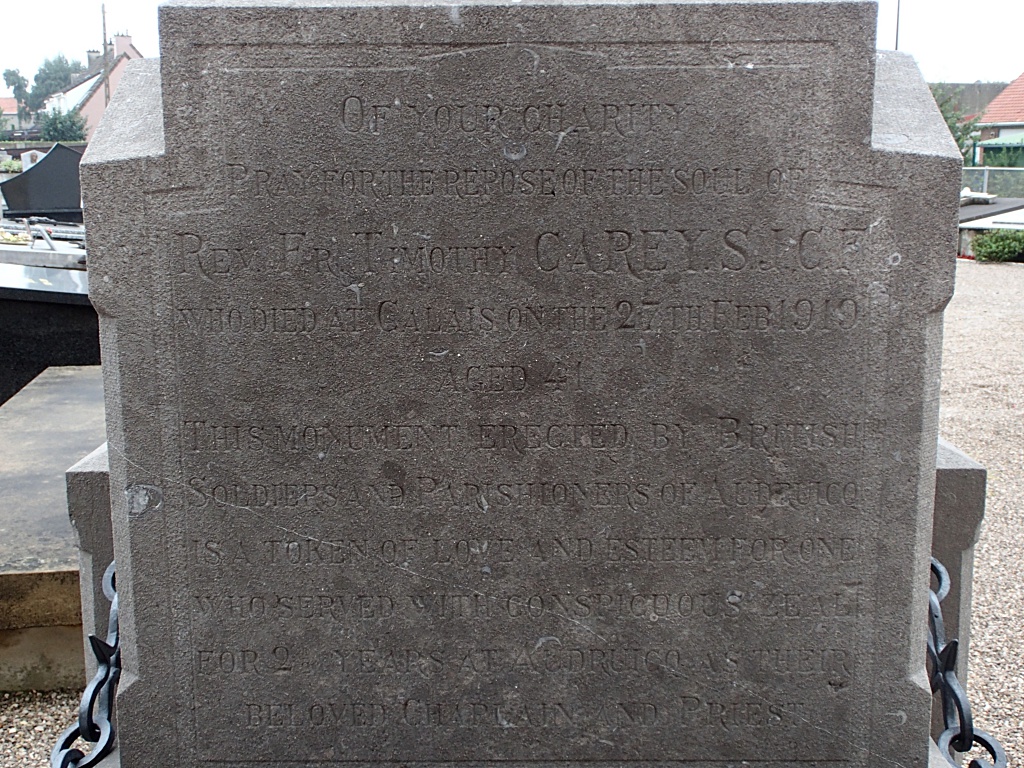 OF YOUR CHARITY
PRAY FOR THE REPOSE OF THE SOUL OF
REV. FR. TIMOTHY CAREY. S.J. C.F.
WHO DIED AT CALAIS ON THE 27TH FEB 1919
AGED 41
THIS MONUMENT ERECTED BY BRITISH
SOLDIERS AND PARISHIONERS OF AUDRUICQ
IS A TOKEN OF LOVE AND ESTEEM FOR ONE
WHO SERVED WITH CONSPICUOUS ZEAL
FOR 2 YEARS AT AUDRUICQ AS THEIR
BELOVED CHAPLAIN AND PRIEST